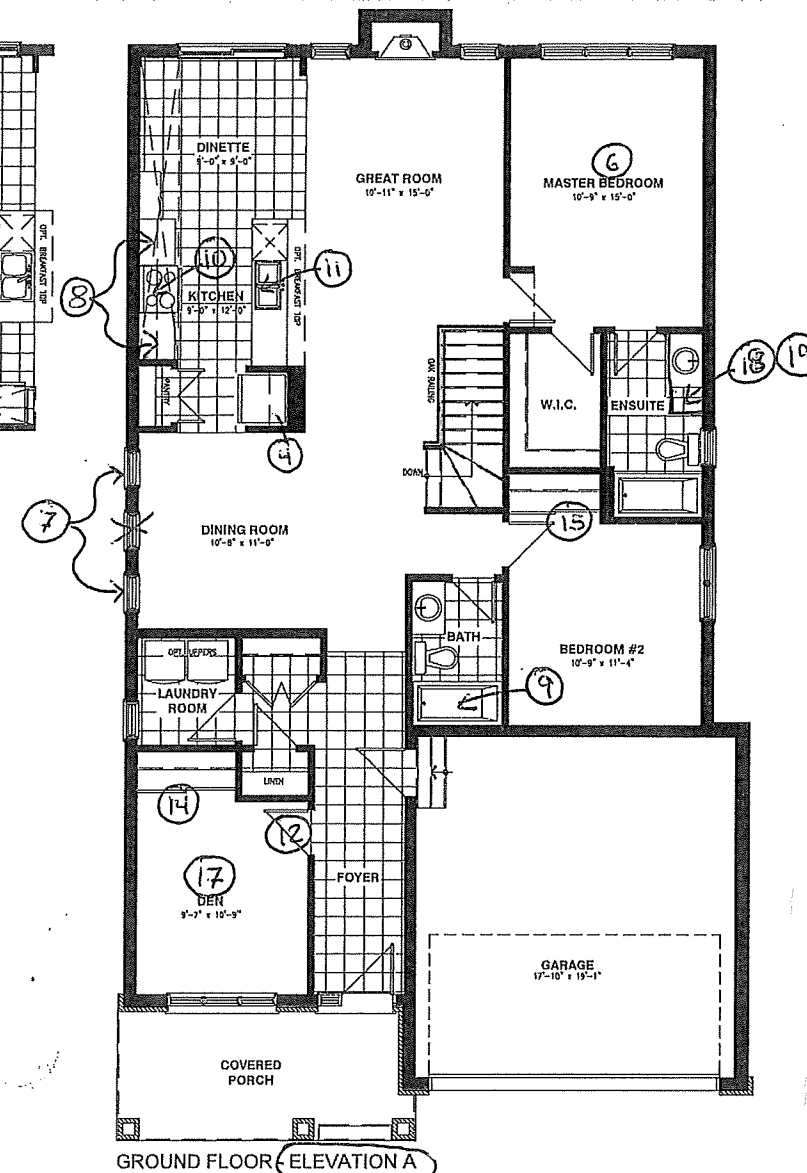 OPT. BREAKFAST TOP
DINETTE
9'-0" x 9'-0"
GREAT ROOM
10'-11" x 15'-0"
6
MASTER BEDROOM
10'-9" x 15'-0"
8
10
11
KITCHEN
9'-0" x 12'-0"
OPT. BREAKFAST TOP
PANTRY
OAK RAILING
W.I.C.
ENSUITE
18
DOWN
7
DINING ROOM
10'-8" x 11'-0"
15
BATH
BEDROOM #2
10'-9" x 11'-4"
9
OPT. UPPERS
LAUNDRY
ROOM
LINEN
14
12
17
DEN
9'-7" x 10'-9"
FOYER
GARAGE
17'-10" x 19'-1"
COVERED
PORCH
GROUND FLOOR - ELEVATION A